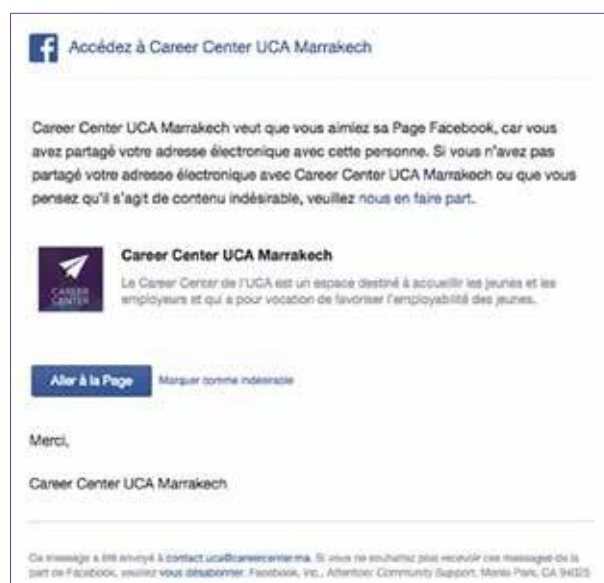 Accédez à Career Center UCA Marrakech
Career Center UCA Marrakech veut que vous aimiez sa Page Facebook, car vous
avez partagé votre adresse électronique avec cette personne. Si vous n'avez pas
partagé votre adresse électronique avec Career Center UCA Marrakech ou que vous
pensez qu'il s'agit de contenu indésirable, veuillez nous en faire part.
CAREER
CENTER
Career Center UCA Marrakech
Le Career Center de l'UCA est un espace destiné à accueillir les jeunes et les
employeurs et qui a pour vocation de favoriser l'employabilité des jeunes.
Aller à la Page
Marquer comme indésirable
Merci,
Career Center UCA Marrakech
Ce message a été envoyé à contact.uca@careercenter.ma. Si vous ne souhaitez plus recevoir ces messages de la
part de Facebook, veuillez vous désabonner. Facebook, Inc., Attention: Community Support, Menlo Park, CA 94025